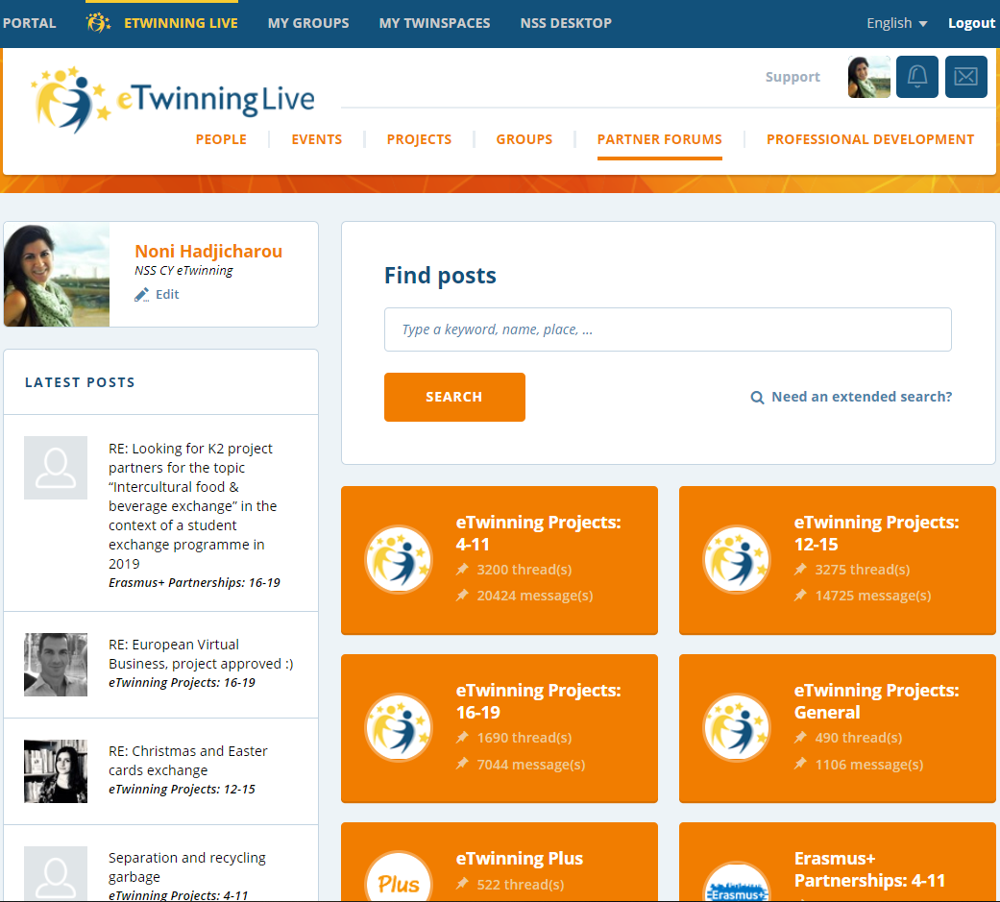 PORTAL
ETWINNING LIVE
MY GROUPS
MY TWINSPACES
NSS DESKTOP
English
Logout
eTwinningLive
Support
PEOPLE
EVENTS
PROJECTS
GROUPS
PARTNER FORUMS
PROFESSIONAL DEVELOPMENT
Noni Hadjicharou
NSS CY eTwinning
Edit
LATEST POSTS
RE: Looking for K2 project
partners for the topic
“Intercultural food &
beverage exchange” in the
context of a student
exchange programme in
2019
Erasmus+ Partnerships: 16-19
RE: European Virtual
Business, project approved :)
eTwinning Projects: 16-19
RE: Christmas and Easter
cards exchange
eTwinning Projects: 12-15
Separation and recycling
garbage
eTwinning Projects: 4-11
Find posts
Type a keyword, name, place, ...
SEARCH
Need an extended search?
eTwinning Projects:
4-11
3200 thread(s)
20424 message(s)
eTwinning Projects:
12-15
3275 thread(s)
14725 message(s)
eTwinning Projects:
16-19
1690 thread(s)
7044 message(s)
eTwinning Projects:
General
490 thread(s)
1106 message(s)
Plus
eTwinning Plus
522 thread(s)
Erasmus+
Erasmus+
Partnerships: 4-11